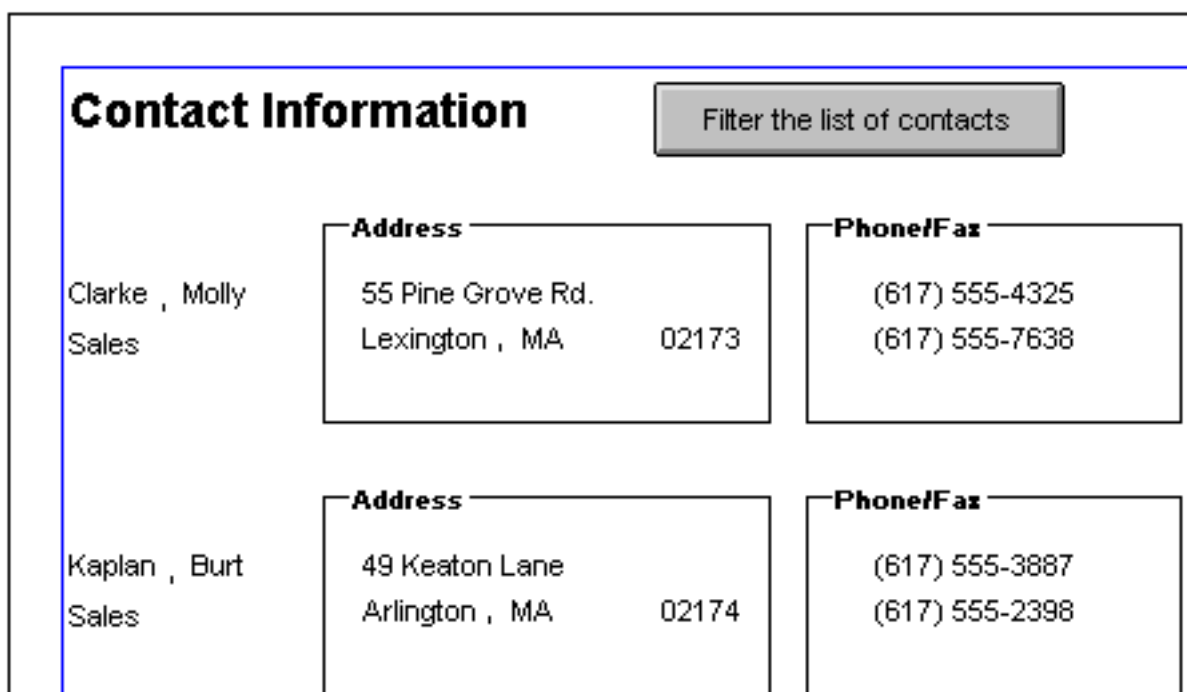 Contact Information
Filter the list of contacts
Address
Phone/Fax
Clarke , Molly
55 Pine Grove Rd.
(617) 555-4325
Sales
Lexington , MA 02173
(617) 555-7638
Address
Phone/Fax
Kaplan , Burt
49 Keaton Lane
(617) 555-3887
Sales
Arlington , MA 02174
(617) 555-2398